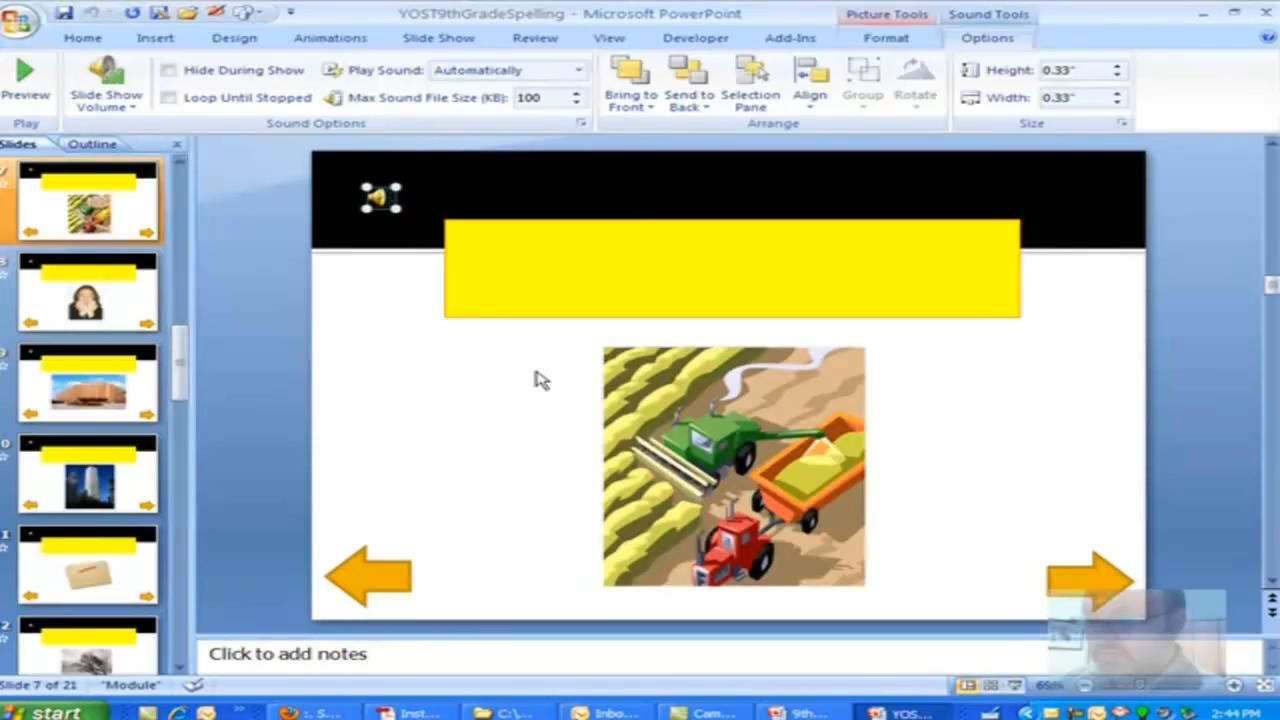 YOST9thGradeSpelling - Microsoft PowerPoint
Picture Tools
Sound Tools
Home Insert Design Animations Slide Show Review View Developer Add-Ins Format Options
Hide During Show Play Sound: Automatically
Loop Until Stopped Max Sound File Size (KB): 100
Preview
Slide Show Volume
Bring to Front
Send to Back
Selection Pane
Align
Group
Rotate
Height: 0.33"
Width: 0.33"
Play
Sound Options
Arrange
Size
Slides Outline
Click to add notes
Slide 7 of 21 "Module"
start S... Inst... C:\... Inbo... Cam... 9th... YOS... 2:44 PM